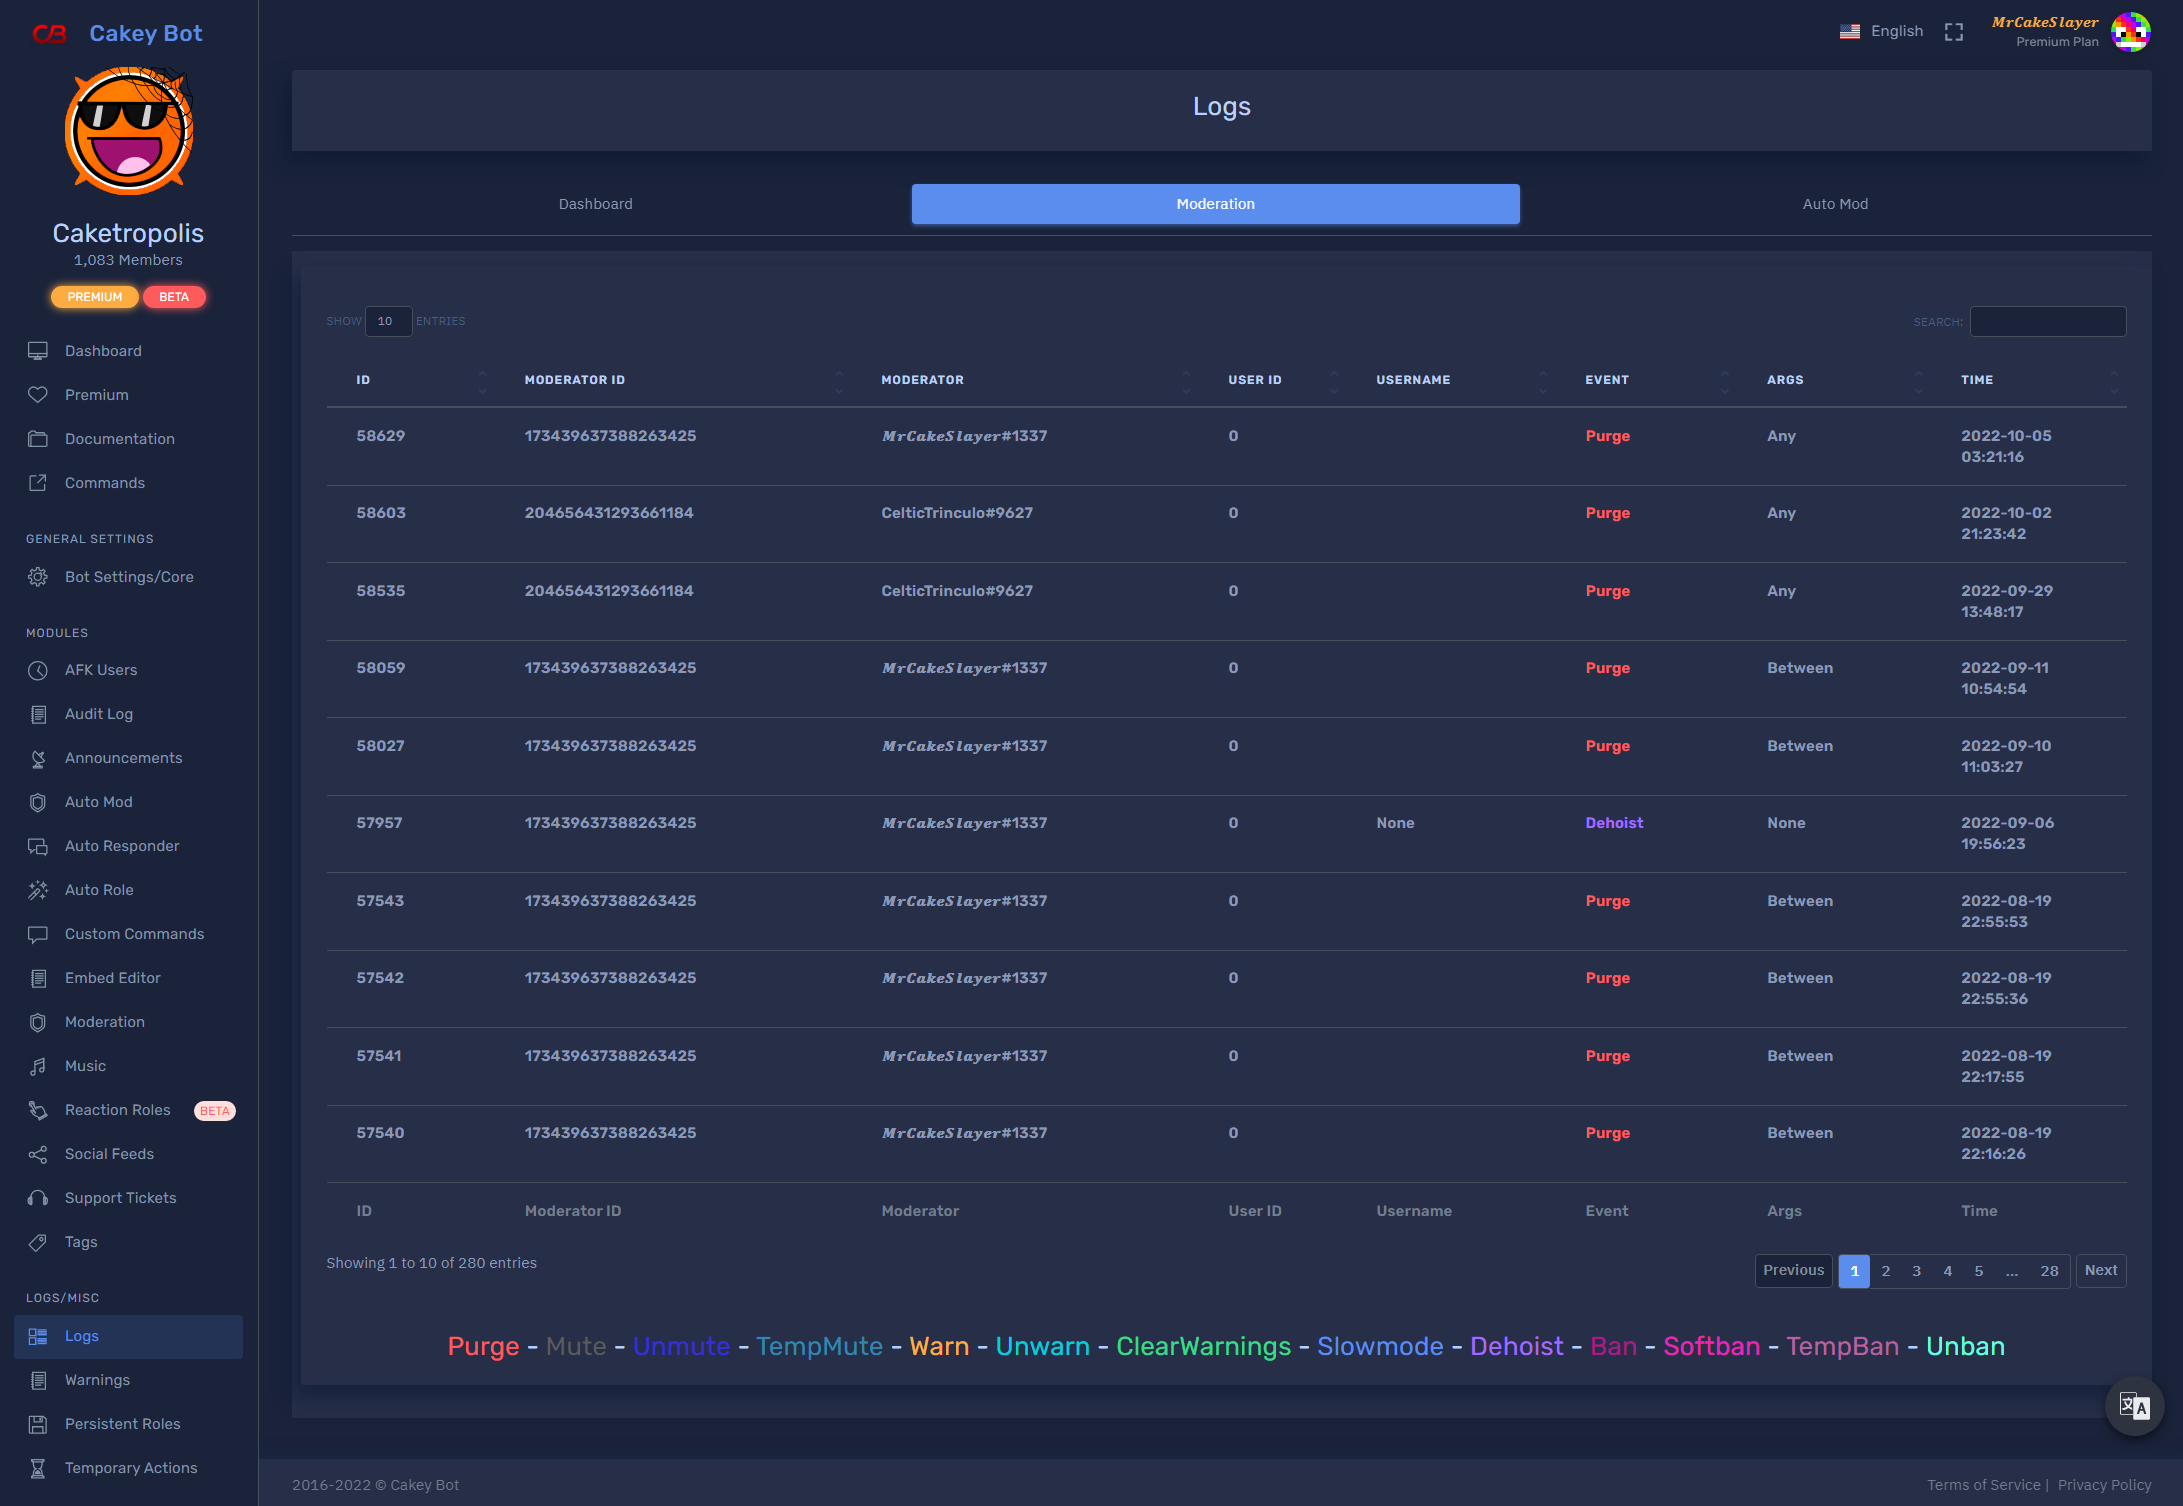 CB Cakey Bot
English
MrCakeSlayer
Premium Plan
Caketropolis
1,083 Members
PREMIUM BETA
Dashboard
Premium
Documentation
Commands
GENERAL SETTINGS
Bot Settings/Core
MODULES
AFK Users
Audit Log
Announcements
Auto Mod
Auto Responder
Auto Role
Custom Commands
Embed Editor
Moderation
Music
Reaction Roles BETA
Social Feeds
Support Tickets
Tags
LOGS/MISC
Logs
Warnings
Persistent Roles
Temporary Actions
Logs
Dashboard Moderation Auto Mod
SHOW 10 ENTRIES SEARCH:
ID MODERATOR ID MODERATOR USER ID USERNAME EVENT ARGS TIME
58629 173439637388263425 MrCakeSlayer#1337 0 Purge Any 2022-10-05
03:21:16
58603 204656431293661184 CelticTrinculo#9627 0 Purge Any 2022-10-02
21:23:42
58535 204656431293661184 CelticTrinculo#9627 0 Purge Any 2022-09-29
13:48:17
58059 173439637388263425 MrCakeSlayer#1337 0 Purge Between 2022-09-11
10:54:54
58027 173439637388263425 MrCakeSlayer#1337 0 Purge Between 2022-09-10
11:03:27
57957 173439637388263425 MrCakeSlayer#1337 0 None Dehoist None 2022-09-06
19:56:23
57543 173439637388263425 MrCakeSlayer#1337 0 Purge Between 2022-08-19
22:55:53
57542 173439637388263425 MrCakeSlayer#1337 0 Purge Between 2022-08-19
22:55:36
57541 173439637388263425 MrCakeSlayer#1337 0 Purge Between 2022-08-19
22:17:55
57540 173439637388263425 MrCakeSlayer#1337 0 Purge Between 2022-08-19
22:16:26
ID Moderator ID Moderator User ID Username Event Args Time
Showing 1 to 10 of 280 entries
Previous 1 2 3 4 5 ... 28 Next
Purge - Mute - Unmute - TempMute - Warn - Unwarn - ClearWarnings - Slowmode - Dehoist - Ban - Softban - TempBan - Unban
文 A
2016-2022 © Cakey Bot
Terms of Service | Privacy Policy